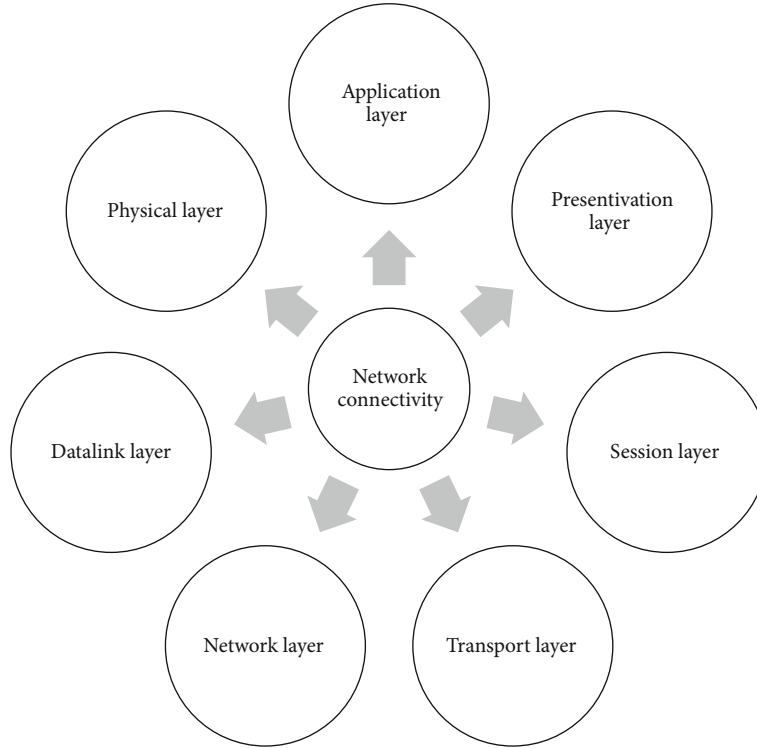 Application
layer
Physical layer
Presentivation
layer
Network
connectivity
Datalink layer
Session layer
Network layer
Transport layer